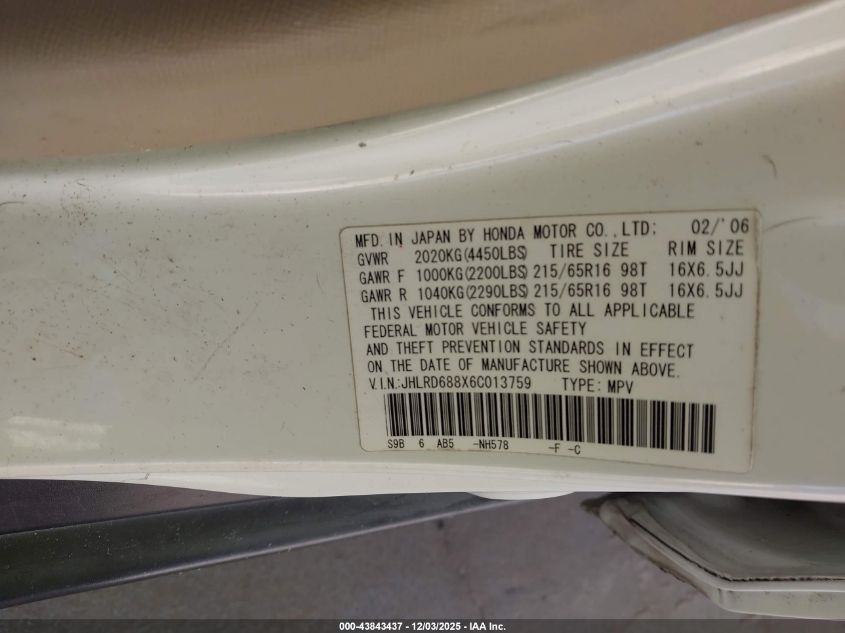 MFD. IN JAPAN BY HONDA MOTOR CO., LTD: 02/'06
GVWR 2020KG(4450LBS) TIRE SIZE RIM SIZE
GAWR F 1000KG(2200LBS) 215/65R16 98T 16X6.5JJ
GAWR R 1040KG(2290LBS) 215/65R16 98T 16X6.5JJ
THIS VEHICLE CONFORMS TO ALL APPLICABLE
FEDERAL MOTOR VEHICLE SAFETY
AND THEFT PREVENTION STANDARDS IN EFFECT
ON THE DATE OF MANUFACTURE SHOWN ABOVE.
V.I.N.:JHLRD688X6C013759 TYPE: MPV
S9B 6 AB5 -NH578 -F -C
000-43843437 - 12/03/2025 - IAA Inc.